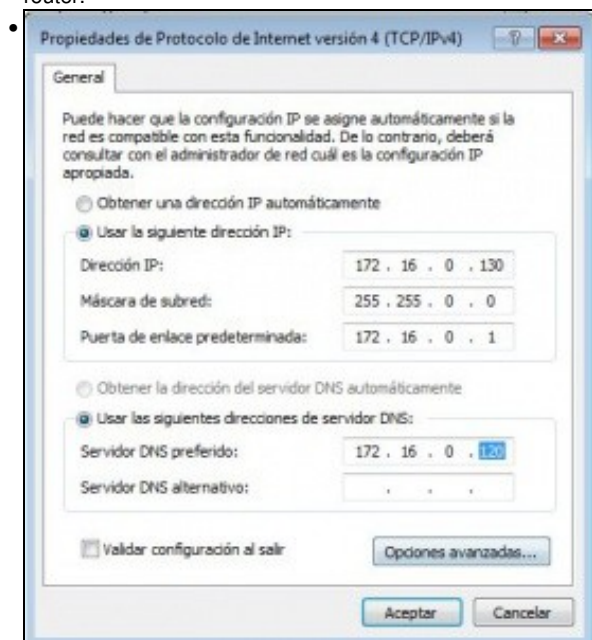 router.
Propiedades de Protocolo de Internet versión 4 (TCP/IPv4)
General
Puede hacer que la configuración IP se asigne automáticamente si la
red es compatible con esta funcionalidad. De lo contrario, deberá
consultar con el administrador de red cuál es la configuración IP
apropiada.
Obtener una dirección IP automáticamente
Usar la siguiente dirección IP:
Dirección IP: 172 . 16 . 0 . 130
Máscara de subred: 255 . 255 . 0 . 0
Puerta de enlace predeterminada: 172 . 16 . 0 . 1
Obtener la dirección del servidor DNS automáticamente
Usar las siguientes direcciones de servidor DNS:
Servidor DNS preferido: 172 . 16 . 0 . 120
Servidor DNS alternativo: . . .
Validar configuración al salir
Opciones avanzadas...
Aceptar Cancelar